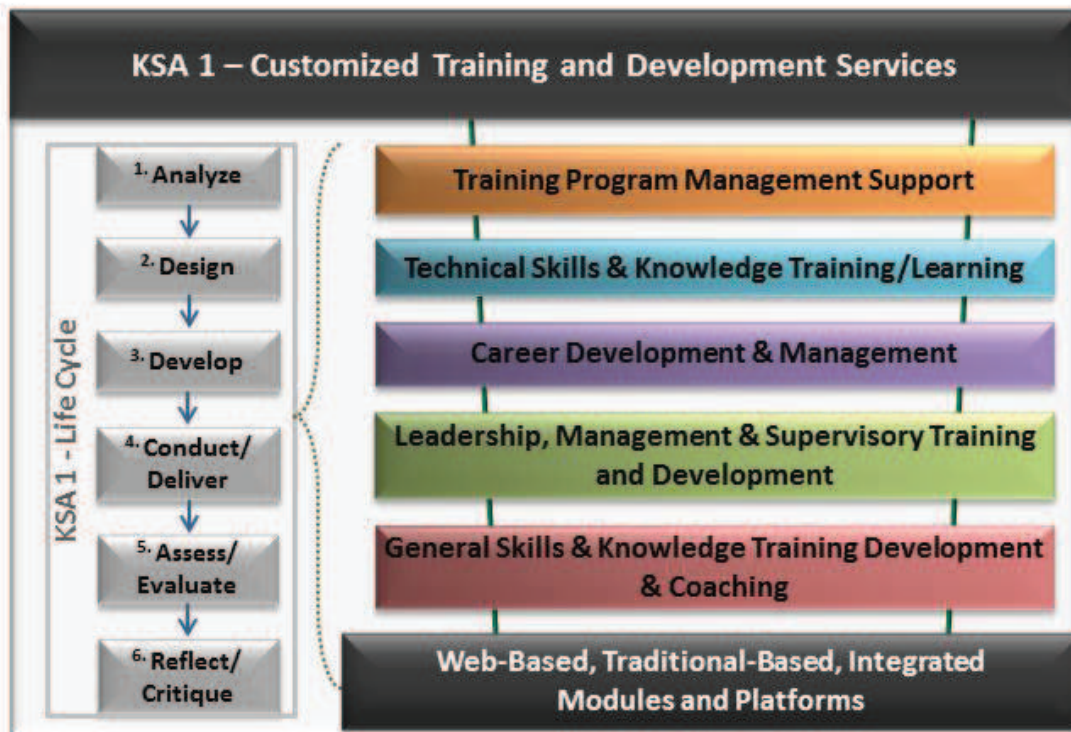 KSA 1 – Customized Training and Development Services
KSA 1 - Life Cycle
1. Analyze
2. Design
3. Develop
4. Conduct/
Deliver
5. Assess/
Evaluate
6. Reflect/
Critique
Training Program Management Support
Technical Skills & Knowledge Training/Learning
Career Development & Management
Leadership, Management & Supervisory Training
and Development
General Skills & Knowledge Training Development
& Coaching
Web-Based, Traditional-Based, Integrated
Modules and Platforms